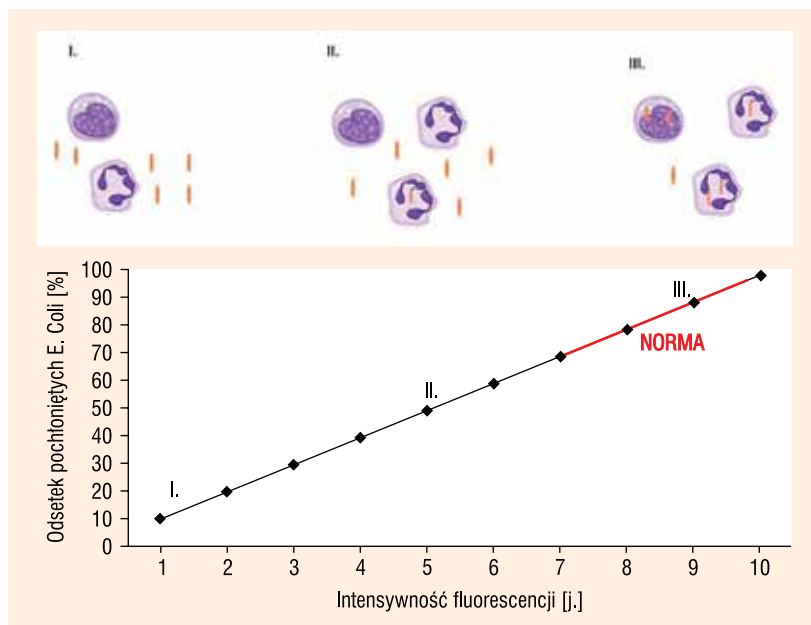 I.
II.
III.
Odsetek pochłoniętych E. Coli [%]
100
90
80
70
60
50
40
30
20
10
0
I.
II.
III.
NORMA
1 2 3 4 5 6 7 8 9 10
Intensywność fluorescencji [j.]